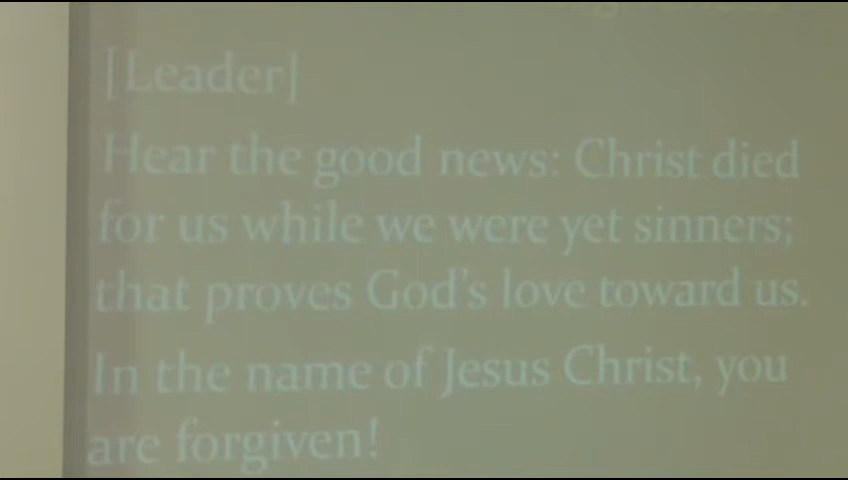 [Leader]
Hear the good news: Christ died
for us while we were yet sinners;
that proves God's love toward us.
In the name of Jesus Christ, you
are forgiven!